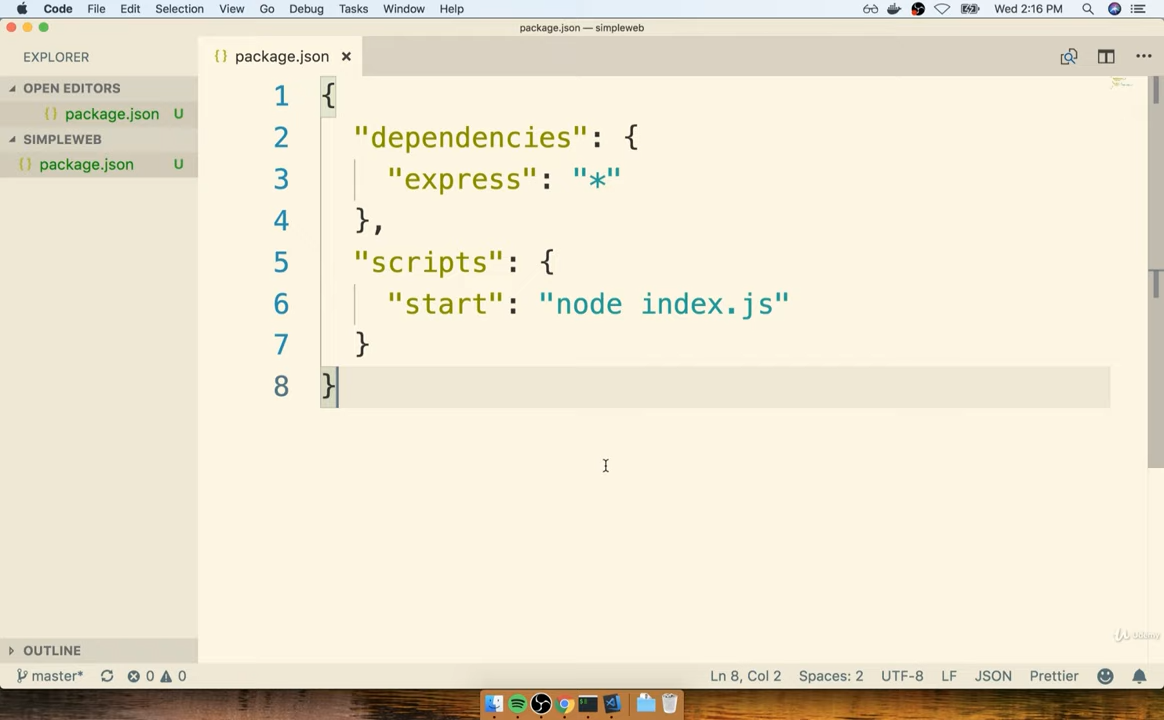 Code File Edit Selection View Go Debug Tasks Window Help Wed 2:16 PM
package.json — simpleweb
EXPLORER
{} package.json ×
OPEN EDITORS
{} package.json U
SIMPLEWEB
{} package.json U
1 {
2 "dependencies": {
3 "express": "*"
4 },
5 "scripts": {
6 "start": "node index.js"
7 }
8 }
Udemy
OUTLINE
master* 0 0 Ln 8, Col 2 Spaces: 2 UTF-8 LF JSON Prettier